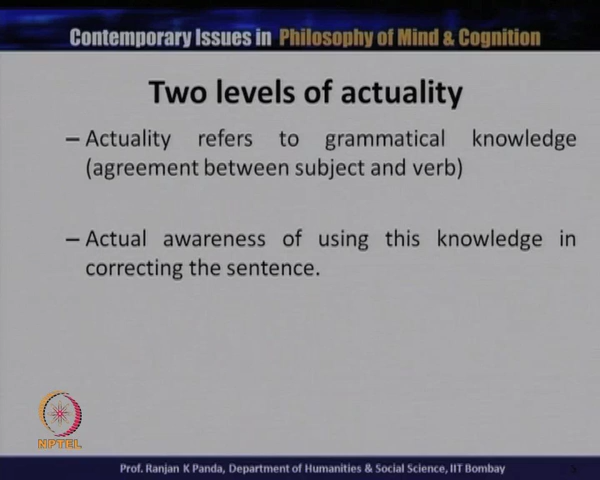 Contemporary Issues in Philosophy of Mind & Cognition
Two levels of actuality
– Actuality refers to grammatical knowledge
(agreement between subject and verb)
– Actual awareness of using this knowledge in
correcting the sentence.
NPTEL
Prof. Ranjan K Panda, Department of Humanities & Social Science, IIT Bombay